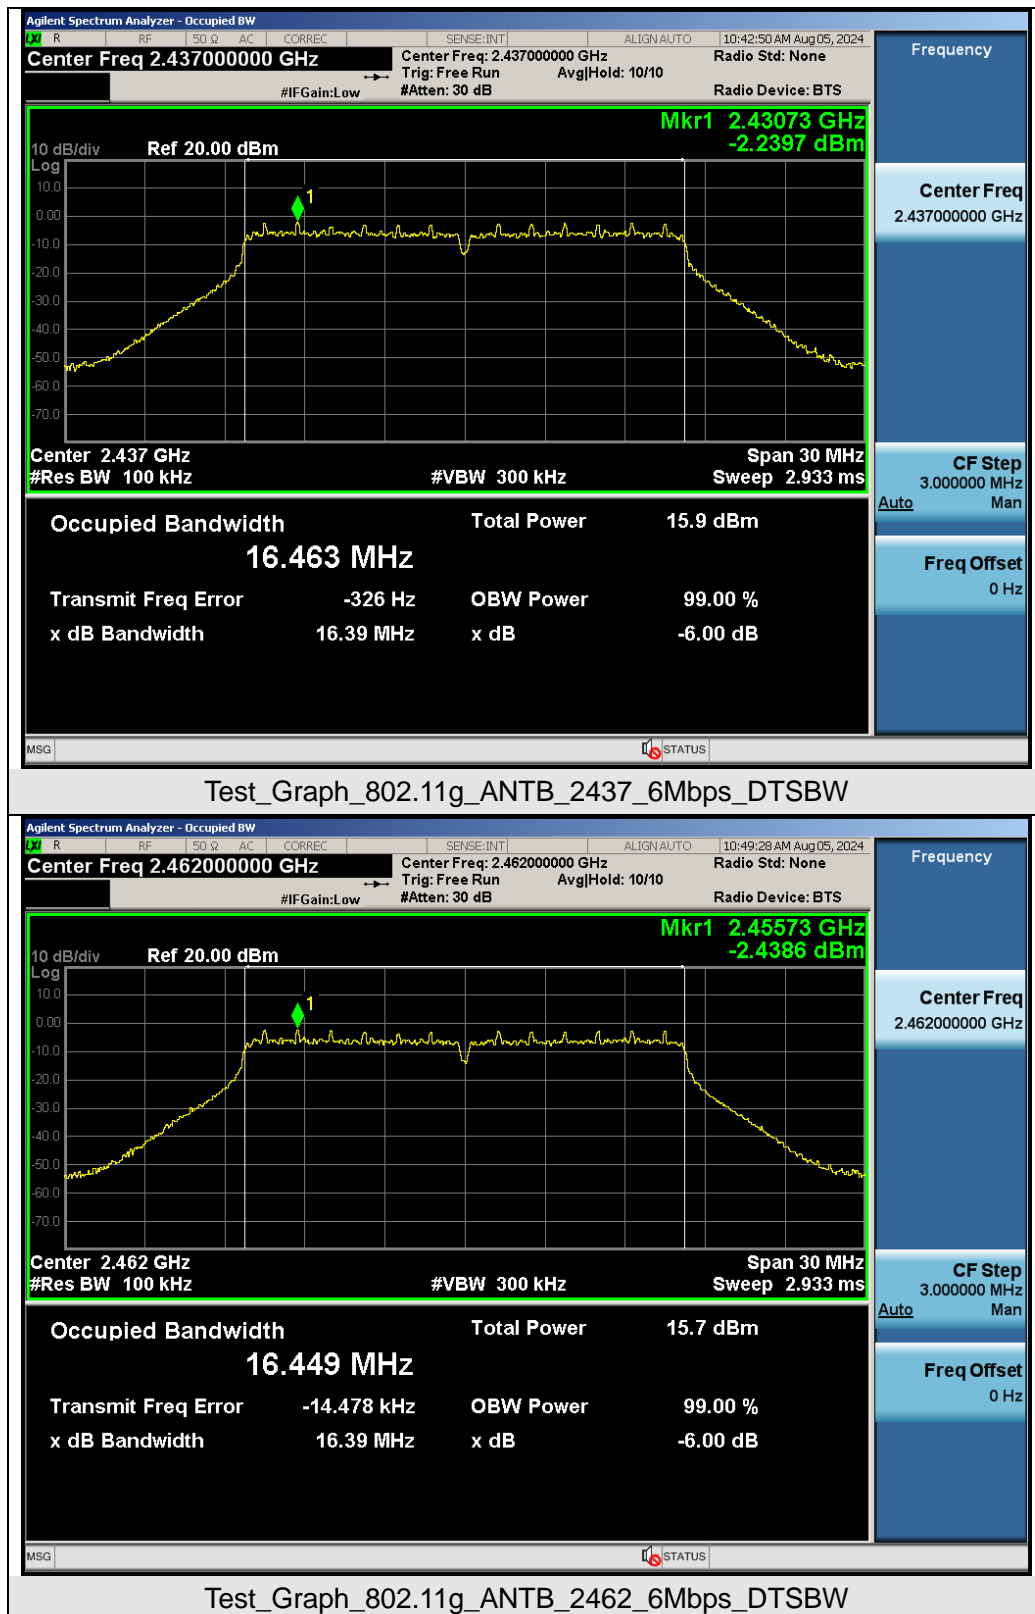 Agilent Spectrum Analyzer - Occupied BW
LXI R RF 50 Ω AC CORREC SENSE:INT ALIGN AUTO 10:42:50 AM Aug 05, 2024
Center Freq 2.437000000 GHz Center Freq: 2.437000000 GHz Radio Std: None
Trig: Free Run Avg|Hold: 10/10
#IFGain:Low #Atten: 30 dB Radio Device: BTS
Frequency
Mkr1 2.43073 GHz
-2.2397 dBm
10 dB/div Ref 20.00 dBm
Log
10.0
1
0.00
-10.0
-20.0
-30.0
-40.0
-50.0
-60.0
-70.0
Center 2.437 GHz Span 30 MHz
#Res BW 100 kHz #VBW 300 kHz Sweep 2.933 ms
Center Freq
2.437000000 GHz
CF Step
3.000000 MHz
Auto Man
Freq Offset
0 Hz
Occupied Bandwidth Total Power 15.9 dBm
16.463 MHz
Transmit Freq Error -326 Hz OBW Power 99.00 %
x dB Bandwidth 16.39 MHz x dB -6.00 dB
MSG STATUS
Test_Graph_802.11g_ANTB_2437_6Mbps_DTSBW
Agilent Spectrum Analyzer - Occupied BW
LXI R RF 50 Ω AC CORREC SENSE:INT ALIGN AUTO 10:49:28 AM Aug 05, 2024
Center Freq 2.462000000 GHz Center Freq: 2.462000000 GHz Radio Std: None
Trig: Free Run Avg|Hold: 10/10
#IFGain:Low #Atten: 30 dB Radio Device: BTS
Frequency
Mkr1 2.45573 GHz
-2.4386 dBm
10 dB/div Ref 20.00 dBm
Log
10.0
1
0.00
-10.0
-20.0
-30.0
-40.0
-50.0
-60.0
-70.0
Center 2.462 GHz Span 30 MHz
#Res BW 100 kHz #VBW 300 kHz Sweep 2.933 ms
Center Freq
2.462000000 GHz
CF Step
3.000000 MHz
Auto Man
Freq Offset
0 Hz
Occupied Bandwidth Total Power 15.7 dBm
16.449 MHz
Transmit Freq Error -14.478 kHz OBW Power 99.00 %
x dB Bandwidth 16.39 MHz x dB -6.00 dB
MSG STATUS
Test_Graph_802.11g_ANTB_2462_6Mbps_DTSBW